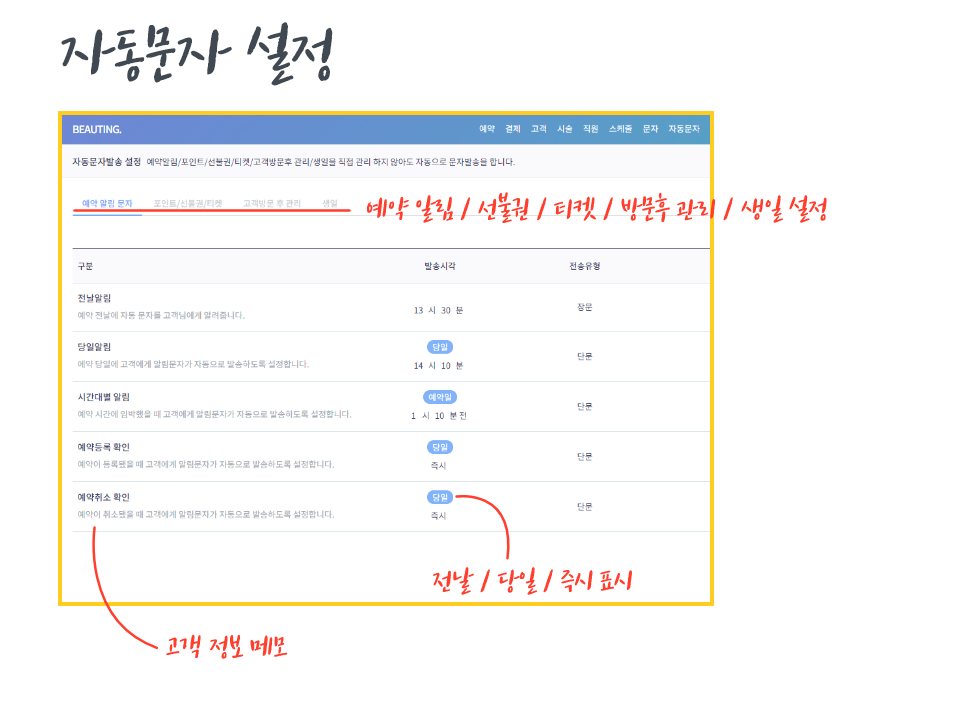 자동문자 설정
BEAUTING.
예약 결제 고객 시술 직원 스케줄 문자 자동문자
자동문자발송 설정 예약알림/포인트/선불권/티켓/고객방문후 관리/생일을 직접 관리 하지 않아도 자동으로 문자발송을 합니다.
예약 알림 문자 포인트/선불권/티켓 고객방문 후 관리 생일
예약 알림 / 선불권 / 티켓 / 방문후 관리 / 생일 설정
구분 발송시각 전송유형
전날알림
예약 전날에 자동 문자를 고객님에게 알려줍니다.
13 시 30 분
장문
당일알림
예약 당일에 고객에게 알림문자가 자동으로 발송하도록 설정합니다.
당일
14 시 10 분
단문
시간대별 알림
예약 시간에 임박했을 때 고객에게 알림문자가 자동으로 발송하도록 설정합니다.
예약일
1 시 10 분전
단문
예약등록 확인
예약이 등록됐을 때 고객에게 알림문자가 자동으로 발송하도록 설정합니다.
당일
즉시
단문
예약취소 확인
예약이 취소됐을 때 고객에게 알림문자가 자동으로 발송하도록 설정합니다.
당일
즉시
단문
전날 / 당일 / 즉시 표시
고객 정보 메모